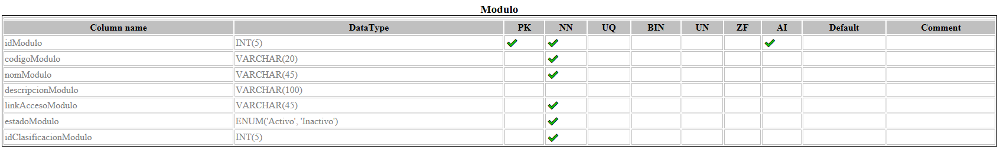 Modulo
Column name DataType PK NN UQ BIN UN ZF AI Default Comment
idModulo INT(5)
codigoModulo VARCHAR(20)
nomModulo VARCHAR(45)
descripcionModulo VARCHAR(100)
linkAccesoModulo VARCHAR(45)
estadoModulo ENUM('Activo', 'Inactivo')
idClasificacionModulo INT(5)